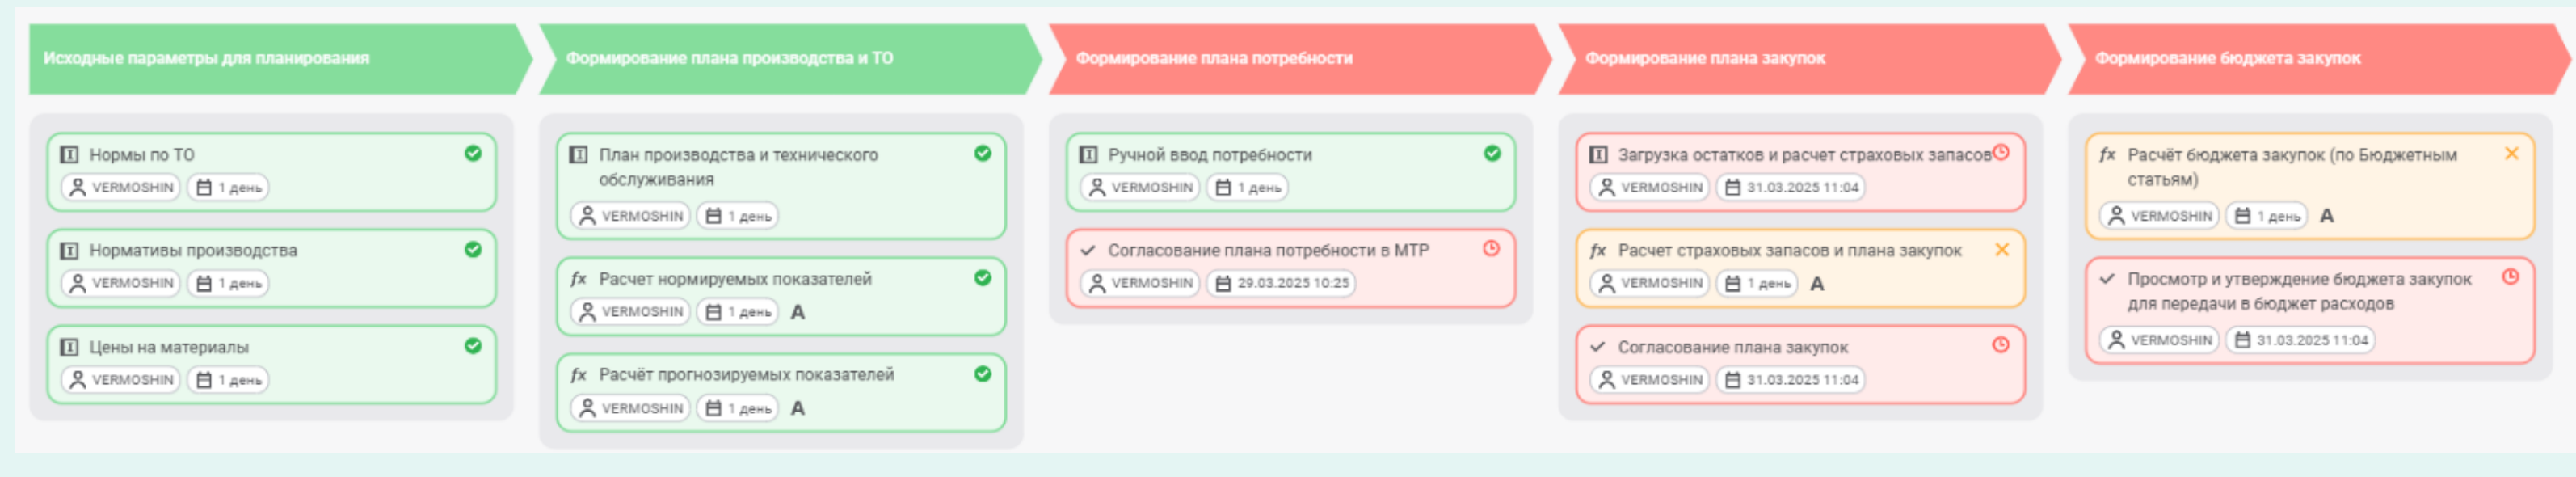 Исходные параметры для планирования
Нормы по ТО
VERMOSHIN 1 день
Нормативы производства
VERMOSHIN 1 день
Цены на материалы
VERMOSHIN 1 день
Формирование плана производства и ТО
План производства и технического
обслуживания
VERMOSHIN 1 день
fx Расчет нормируемых показателей
VERMOSHIN 1 день A
fx Расчёт прогнозируемых показателей
VERMOSHIN 1 день A
Формирование плана потребности
Ручной ввод потребности
VERMOSHIN 1 день
Согласование плана потребности в МТР
VERMOSHIN 29.03.2025 10:25
Формирование плана закупок
Загрузка остатков и расчет страховых запасов
VERMOSHIN 31.03.2025 11:04
fx Расчет страховых запасов и плана закупок
VERMOSHIN 1 день A
Согласование плана закупок
VERMOSHIN 31.03.2025 11:04
Формирование бюджета закупок
fx Расчёт бюджета закупок (по Бюджетным
статьям)
VERMOSHIN 1 день A
Просмотр и утверждение бюджета закупок
для передачи в бюджет расходов
VERMOSHIN 31.03.2025 11:04